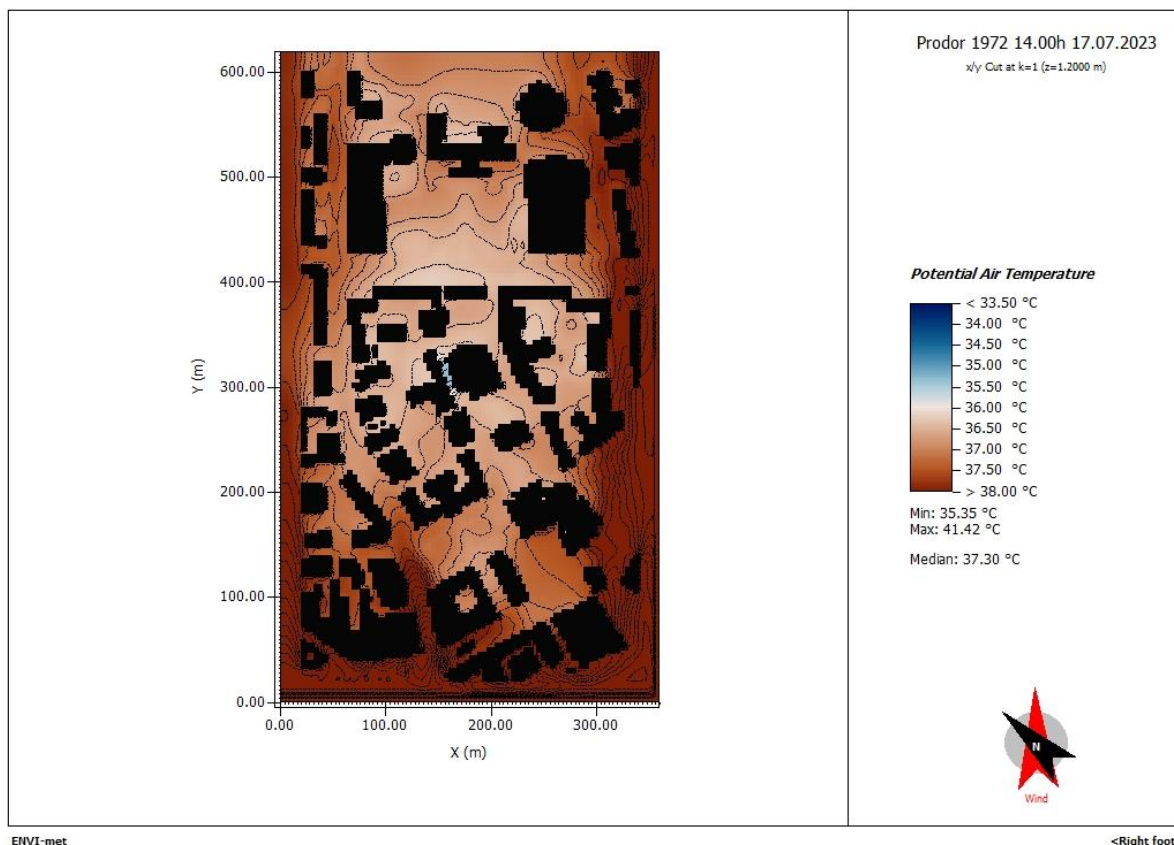 Prodor 1972 14.00h 17.07.2023
x/y Cut at k=1 (z=1.2000 m)
600.00
500.00
400.00
300.00
200.00
100.00
0.00
Y (m)
0.00 100.00 200.00 300.00
X (m)
Potential Air Temperature
< 33.50 °C
34.00 °C
34.50 °C
35.00 °C
35.50 °C
36.00 °C
36.50 °C
37.00 °C
37.50 °C
> 38.00 °C
Min: 35.35 °C
Max: 41.42 °C
Median: 37.30 °C
N
Wind
ENVI-met
<Right foot